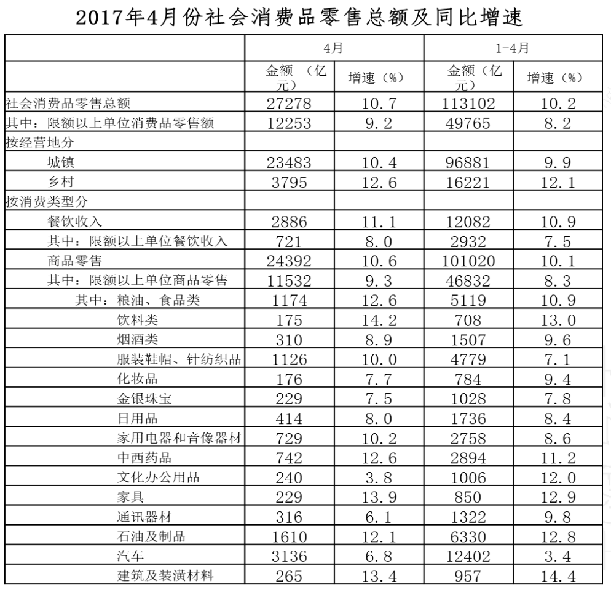 2017年4月份社会消费品零售总额及同比增速
4月 1-4月
金额（亿元） 增速（%） 金额（亿元） 增速（%）
社会消费品零售总额 27278 10.7 113102 10.2
其中：限额以上单位消费品零售额 12253 9.2 49765 8.2
按经营地分
城镇 23483 10.4 96881 9.9
乡村 3795 12.6 16221 12.1
按消费类型分
餐饮收入 2886 11.1 12082 10.9
其中：限额以上单位餐饮收入 721 8.0 2932 7.5
商品零售 24392 10.6 101020 10.1
其中：限额以上单位商品零售 11532 9.3 46832 8.3
其中：粮油、食品类 1174 12.6 5119 10.9
饮料类 175 14.2 708 13.0
烟酒类 310 8.9 1507 9.6
服装鞋帽、针纺织品 1126 10.0 4779 7.1
化妆品 176 7.7 784 9.4
金银珠宝 229 7.5 1028 7.8
日用品 414 8.0 1736 8.4
家用电器和音像器材 729 10.2 2758 8.6
中西药品 742 12.6 2894 11.2
文化办公用品 240 3.8 1006 12.0
家具 229 13.9 850 12.9
通讯器材 316 6.1 1322 9.8
石油及制品 1610 12.1 6330 12.8
汽车 3136 6.8 12402 3.4
建筑及装潢材料 265 13.4 957 14.4